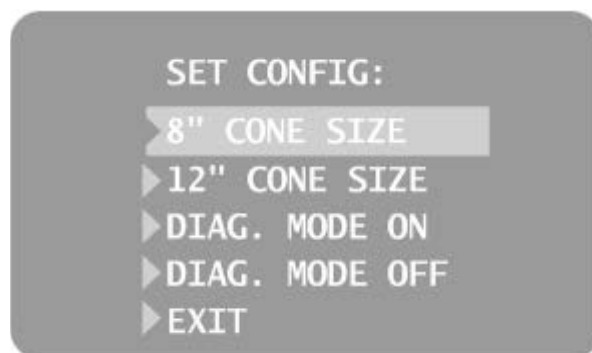 SET CONFIG:
8" CONE SIZE
12" CONE SIZE
DIAG. MODE ON
DIAG. MODE OFF
EXIT